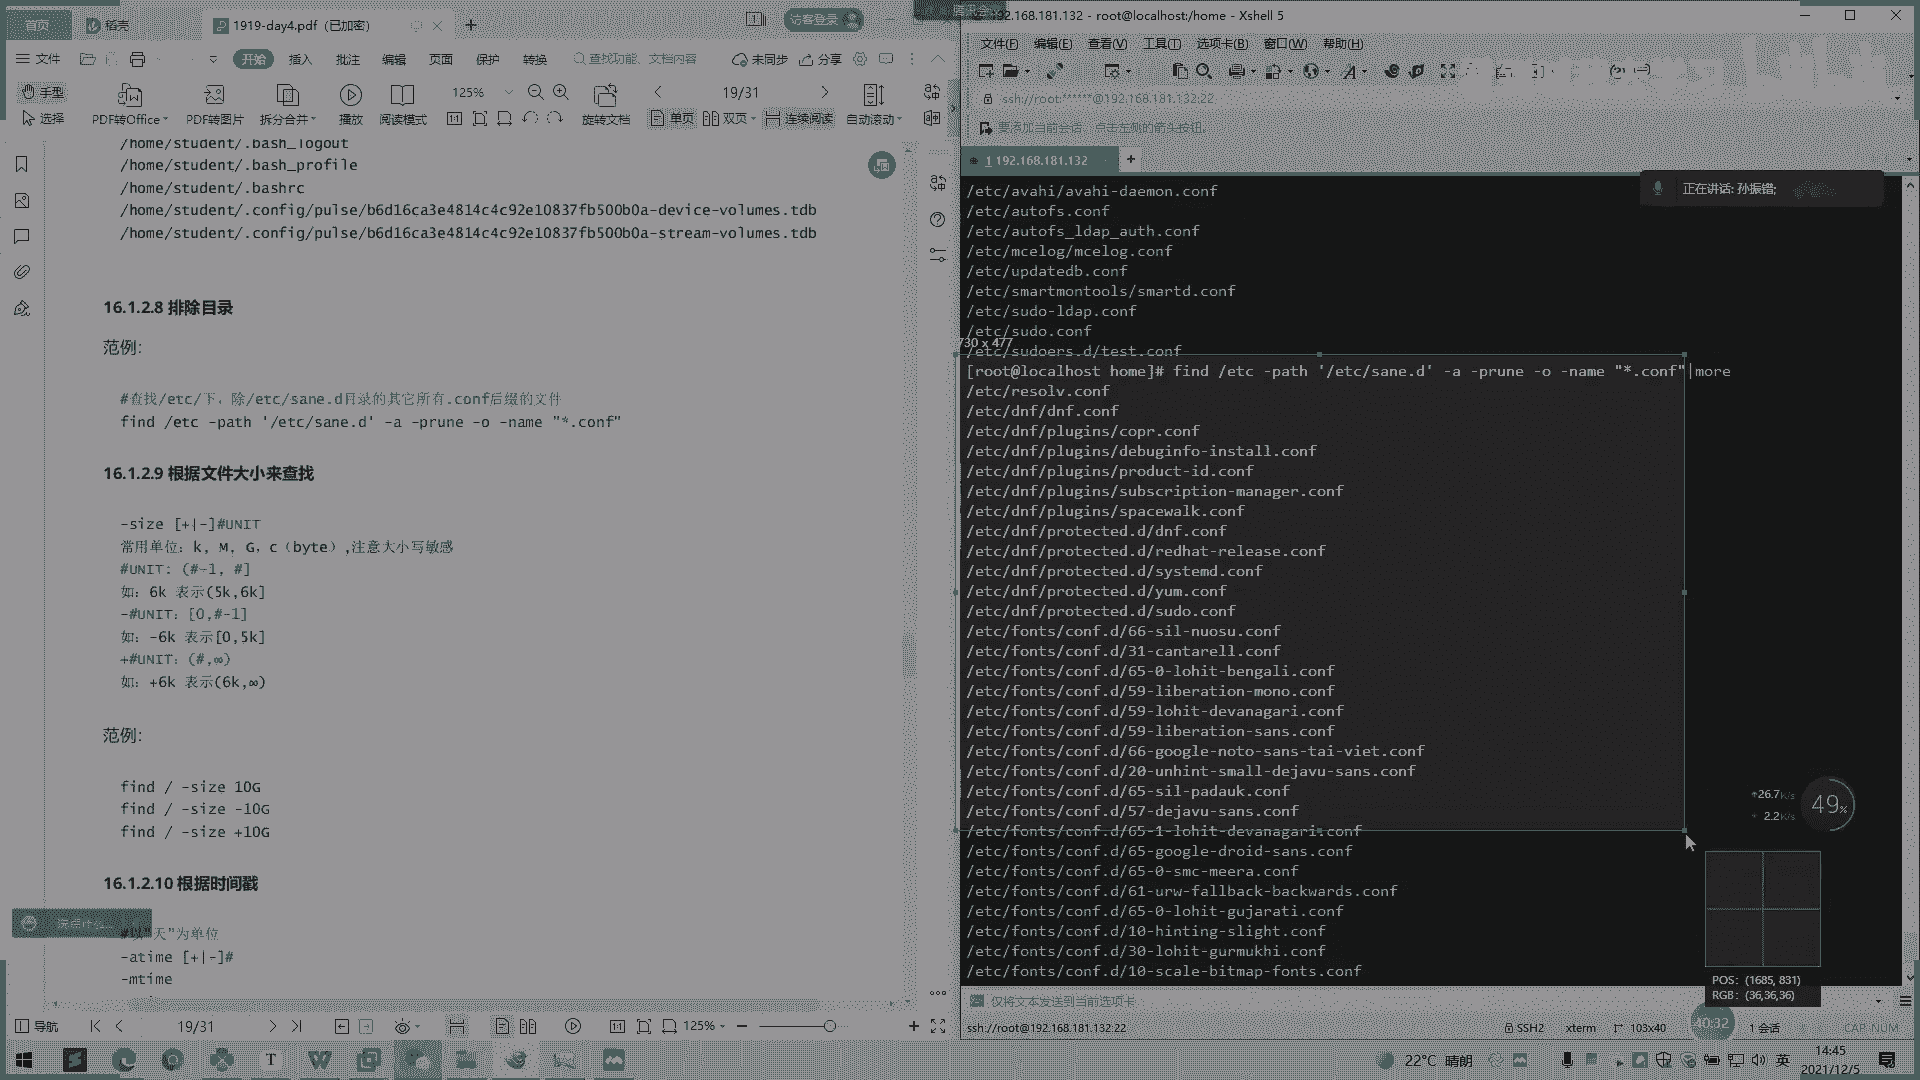 首页
稻壳
1919-day4.pdf (已加密)
访客登录
文件
开始
插入
批注
编辑
页面
保护
转换
查找功能、文档内容
未同步
分享
手型
选择
PDF转Office
PDF转图片
拆分合并
播放
阅读模式
125%
旋转文档
19/31
单页
双页
连续阅读
自动滚动
/home/student/.bash_logout
/home/student/.bash_profile
/home/student/.bashrc
/home/student/.config/pulse/b6d16ca3e4814c4c92e10837fb500b0a-device-volumes.tdb
/home/student/.config/pulse/b6d16ca3e4814c4c92e10837fb500b0a-stream-volumes.tdb
16.1.2.8 排除目录
范例:
#查找/etc/下，除/etc/sane.d目录的其它所有.conf后缀的文件
find /etc -path '/etc/sane.d' -a -prune -o -name "*.conf"
16.1.2.9 根据文件大小来查找
-size [+|-]#UNIT
常用单位: k, M, G, c (byte) ,注意大小写敏感
#UNIT: (#-1, #]
如: 6k 表示(5k,6k]
-#UNIT: [0,#-1]
如: -6k 表示[0,5k]
+#UNIT: (#,∞)
如: +6k 表示(6k,∞)
范例:
find / -size 10G
find / -size -10G
find / -size +10G
16.1.2.10 根据时间戳
#以"天"为单位
-atime [+|-]#
-mtime
导航
19/31
125%
192.168.181.132 - root@localhost:/home - Xshell 5
文件(F)
编辑(E)
查看(V)
工具(T)
选项卡(B)
窗口(W)
帮助(H)
ssh://root:******@192.168.181.132:22
要添加当前会话，点击左侧的箭头按钮。
1 192.168.181.132
正在讲话: 孙振锴;
/etc/avahi/avahi-daemon.conf
/etc/autofs.conf
/etc/autofs_ldap_auth.conf
/etc/mcelog/mcelog.conf
/etc/updatedb.conf
/etc/smartmontools/smartd.conf
/etc/sudo-ldap.conf
/etc/sudo.conf
730 x 477
/etc/sudoers.d/test.conf
[root@localhost home]# find /etc -path '/etc/sane.d' -a -prune -o -name "*.conf"|more
/etc/resolv.conf
/etc/dnf/dnf.conf
/etc/dnf/plugins/copr.conf
/etc/dnf/plugins/debuginfo-install.conf
/etc/dnf/plugins/product-id.conf
/etc/dnf/plugins/subscription-manager.conf
/etc/dnf/plugins/spacewalk.conf
/etc/dnf/protected.d/dnf.conf
/etc/dnf/protected.d/redhat-release.conf
/etc/dnf/protected.d/systemd.conf
/etc/dnf/protected.d/yum.conf
/etc/dnf/protected.d/sudo.conf
/etc/fonts/conf.d/66-sil-nuosu.conf
/etc/fonts/conf.d/31-cantarell.conf
/etc/fonts/conf.d/65-0-lohit-bengali.conf
/etc/fonts/conf.d/59-liberation-mono.conf
/etc/fonts/conf.d/59-lohit-devanagari.conf
/etc/fonts/conf.d/59-liberation-sans.conf
/etc/fonts/conf.d/66-google-noto-sans-tai-viet.conf
/etc/fonts/conf.d/20-unhint-small-dejavu-sans.conf
/etc/fonts/conf.d/65-sil-padauk.conf
/etc/fonts/conf.d/57-dejavu-sans.conf
/etc/fonts/conf.d/65-1-lohit-devanagari.conf
/etc/fonts/conf.d/65-google-droid-sans.conf
/etc/fonts/conf.d/65-0-smc-meera.conf
/etc/fonts/conf.d/61-urw-fallback-backwards.conf
/etc/fonts/conf.d/65-0-lohit-gujarati.conf
/etc/fonts/conf.d/10-hinting-slight.conf
/etc/fonts/conf.d/30-lohit-gurmukhi.conf
/etc/fonts/conf.d/10-scale-bitmap-fonts.conf
26.7K/s
2.2K/s
49%
POS: (1685, 831)
RGB: (36,36,36)
仅将文本发送到当前选项卡
ssh://root@192.168.181.132:22
SSH2
xterm
103x40
40:32
1 会话
CAP NUM
22°C 晴朗
英
14:45
2021/12/5